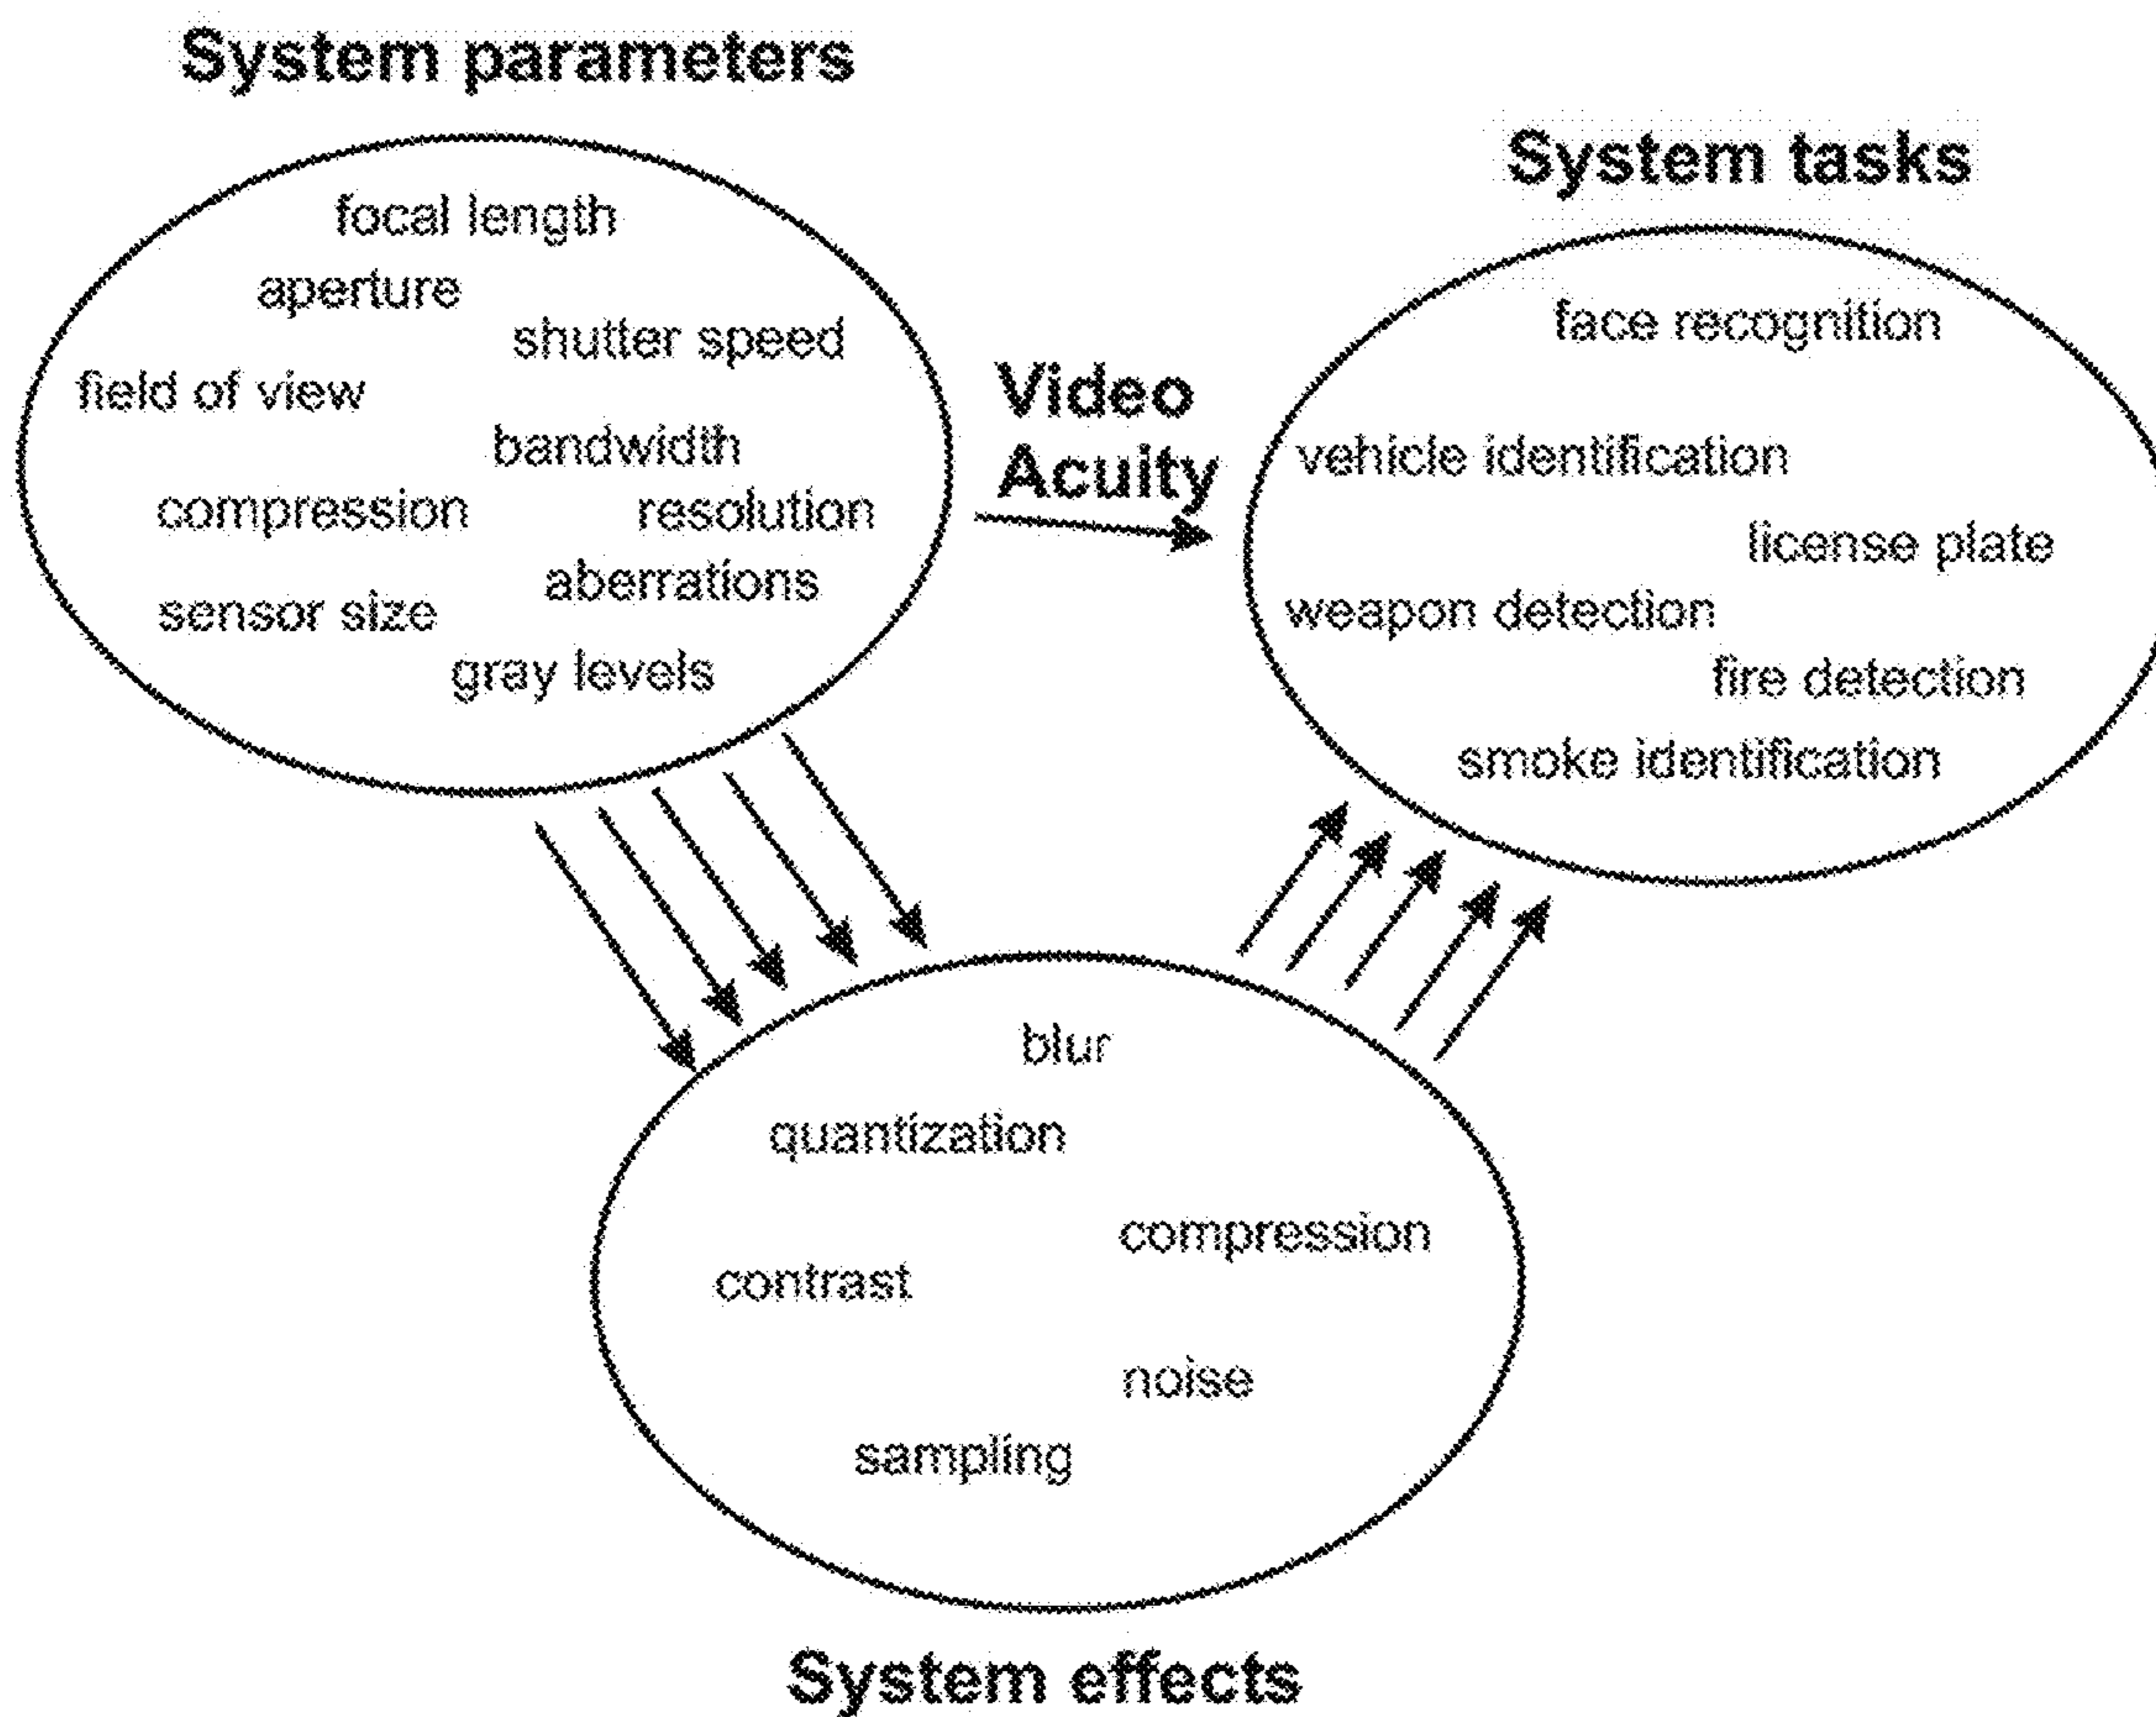 System parameters
focal length
aperture
shutter speed
field of view
bandwidth
compression
resolution
aberrations
sensor size
gray levels
Video
Acuity
System tasks
face recognition
vehicle identification
license plate
weapon detection
fire detection
smoke identification
blur
quantization
compression
contrast
noise
sampling
System effects